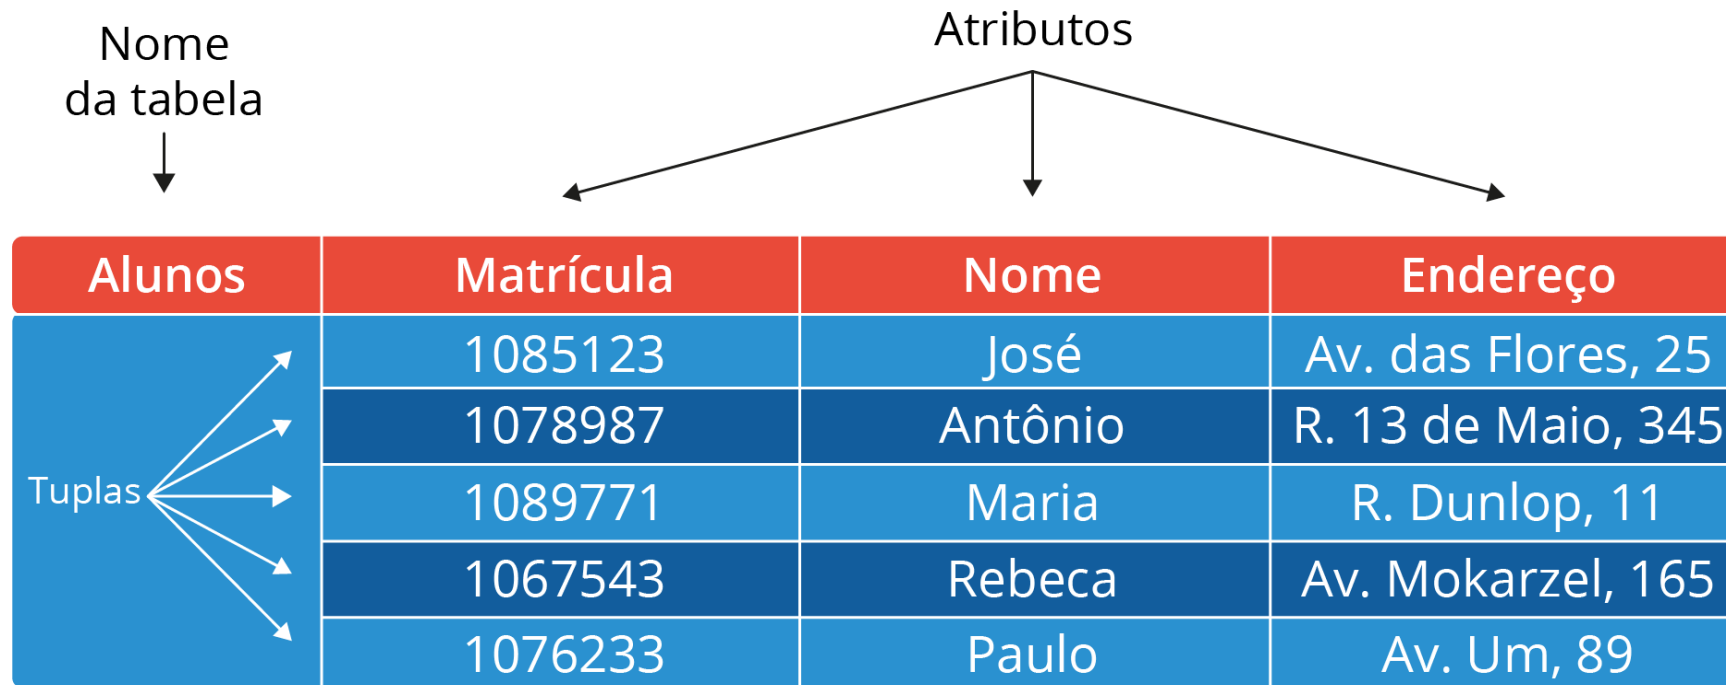 Nome
da tabela
Atributos
Alunos Matrícula Nome Endereço
1085123 José Av. das Flores, 25
1078987 Antônio R. 13 de Maio, 345
Tuplas 1089771 Maria R. Dunlop, 11
1067543 Rebeca Av. Mokarzel, 165
1076233 Paulo Av. Um, 89